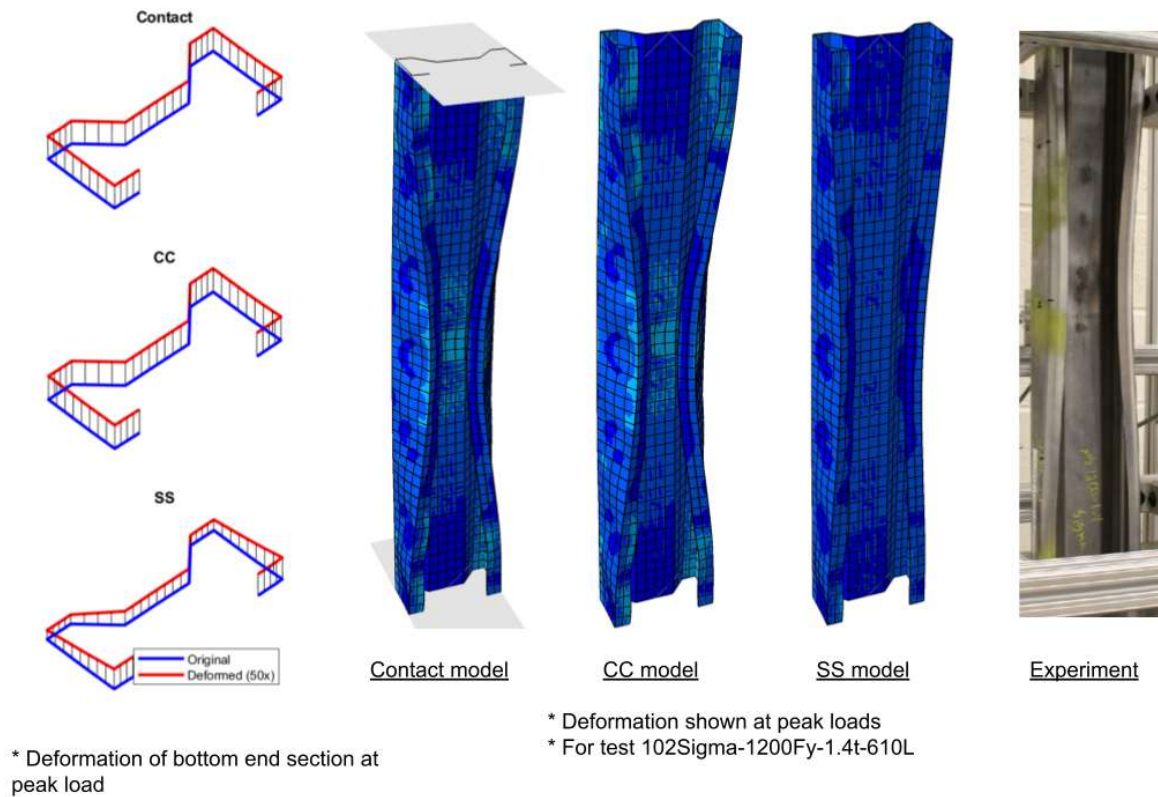 Contact
CC
SS
Original
Deformed (50x)
Contact model
CC model
SS model
Experiment
* Deformation of bottom end section at
peak load
* Deformation shown at peak loads
* For test 102Sigma-1200Fy-1.4t-610L